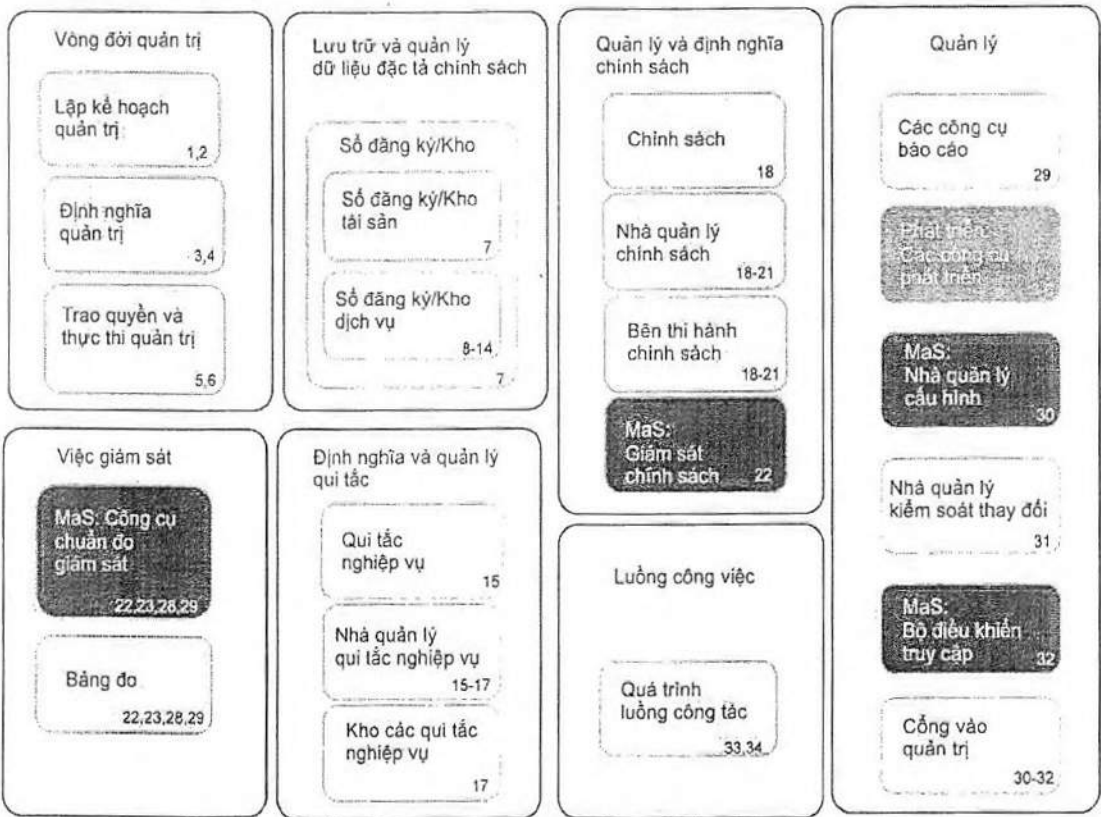 Vòng đời quản trị
Lập kế hoạch
quản trị
1,2
Định nghĩa
quản trị
3,4
Trao quyền và
thực thi quản trị
5,6
Lưu trữ và quản lý
dữ liệu đặc tả chính sách
Sổ đăng ký/Kho
Sổ đăng ký/Kho
tài sản
7
Sổ đăng ký/Kho
dịch vụ
8-14
7
Quản lý và định nghĩa
chính sách
Chính sách
18
Nhà quản lý
chính sách
18-21
Bên thi hành
chính sách
18-21
MaS:
Giám sát
chính sách
22
Quản lý
Các công cụ
báo cáo
29
Phát triển:
Các công cụ
phát triển
MaS:
Nhà quản lý
cấu hình
30
Nhà quản lý
kiểm soát thay đổi
31
MaS:
Bộ điều khiển
truy cập
32
Cổng vào
quản trị
30-32
Việc giám sát
MaS: Công cụ
chuẩn đo
giám sát
22,23,28,29
Bảng đo
22,23,28,29
Định nghĩa và quản lý
qui tắc
Qui tắc
nghiệp vụ
15
Nhà quản lý
qui tắc nghiệp vụ
15-17
Kho các qui tắc
nghiệp vụ
17
Luồng công việc
Quá trình
luồng công tác
33,34